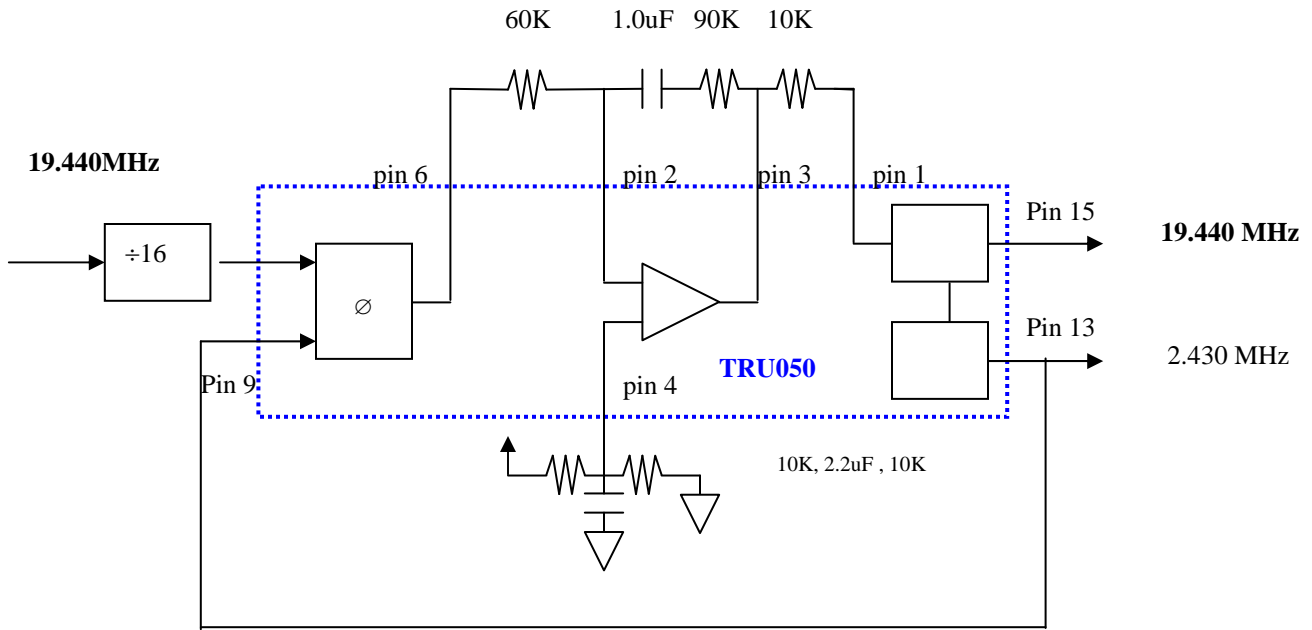 60K 1.0uF 90K 10K
19.440MHz
pin 6 pin 2 pin 3 pin 1
Pin 15
÷16
19.440 MHz
∅
Pin 13
2.430 MHz
TRU050
Pin 9
pin 4
10K, 2.2uF , 10K